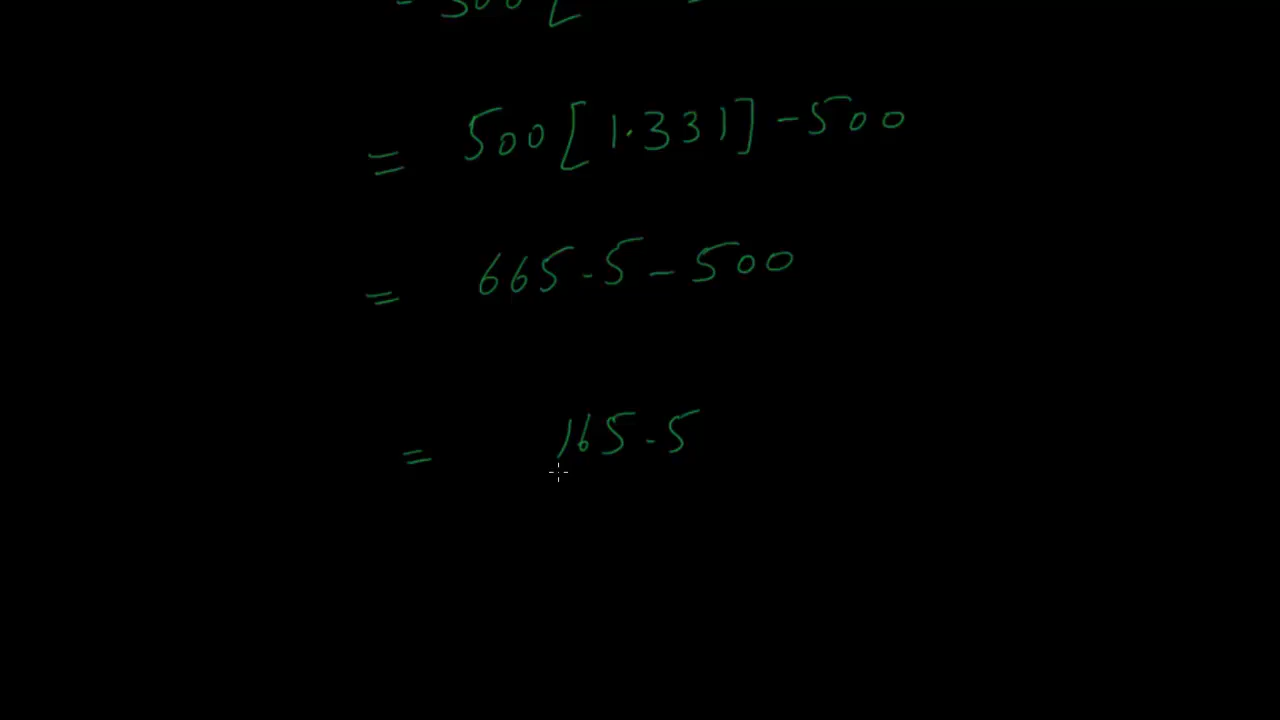 = 500[1.331] - 500
= 665.5 - 500
= 165.5